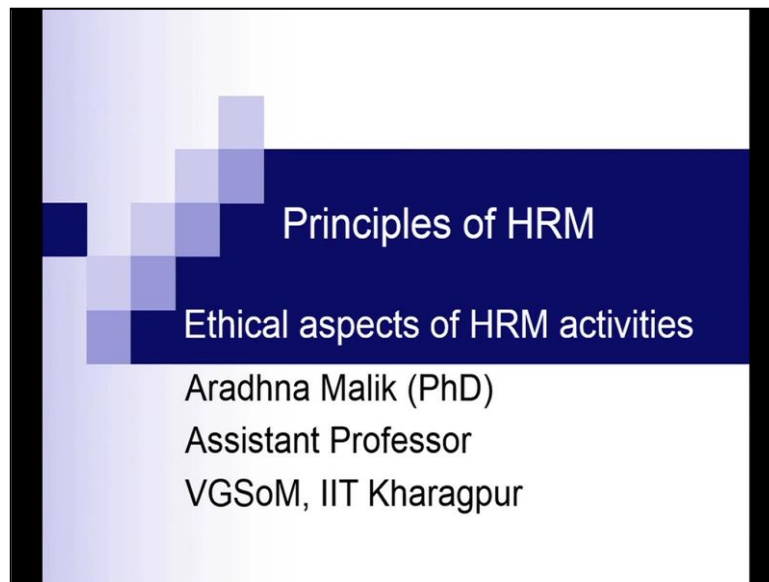 Principles of HRM
Ethical aspects of HRM activities
Aradhna Malik (PhD)
Assistant Professor
VGSoM, IIT Kharagpur